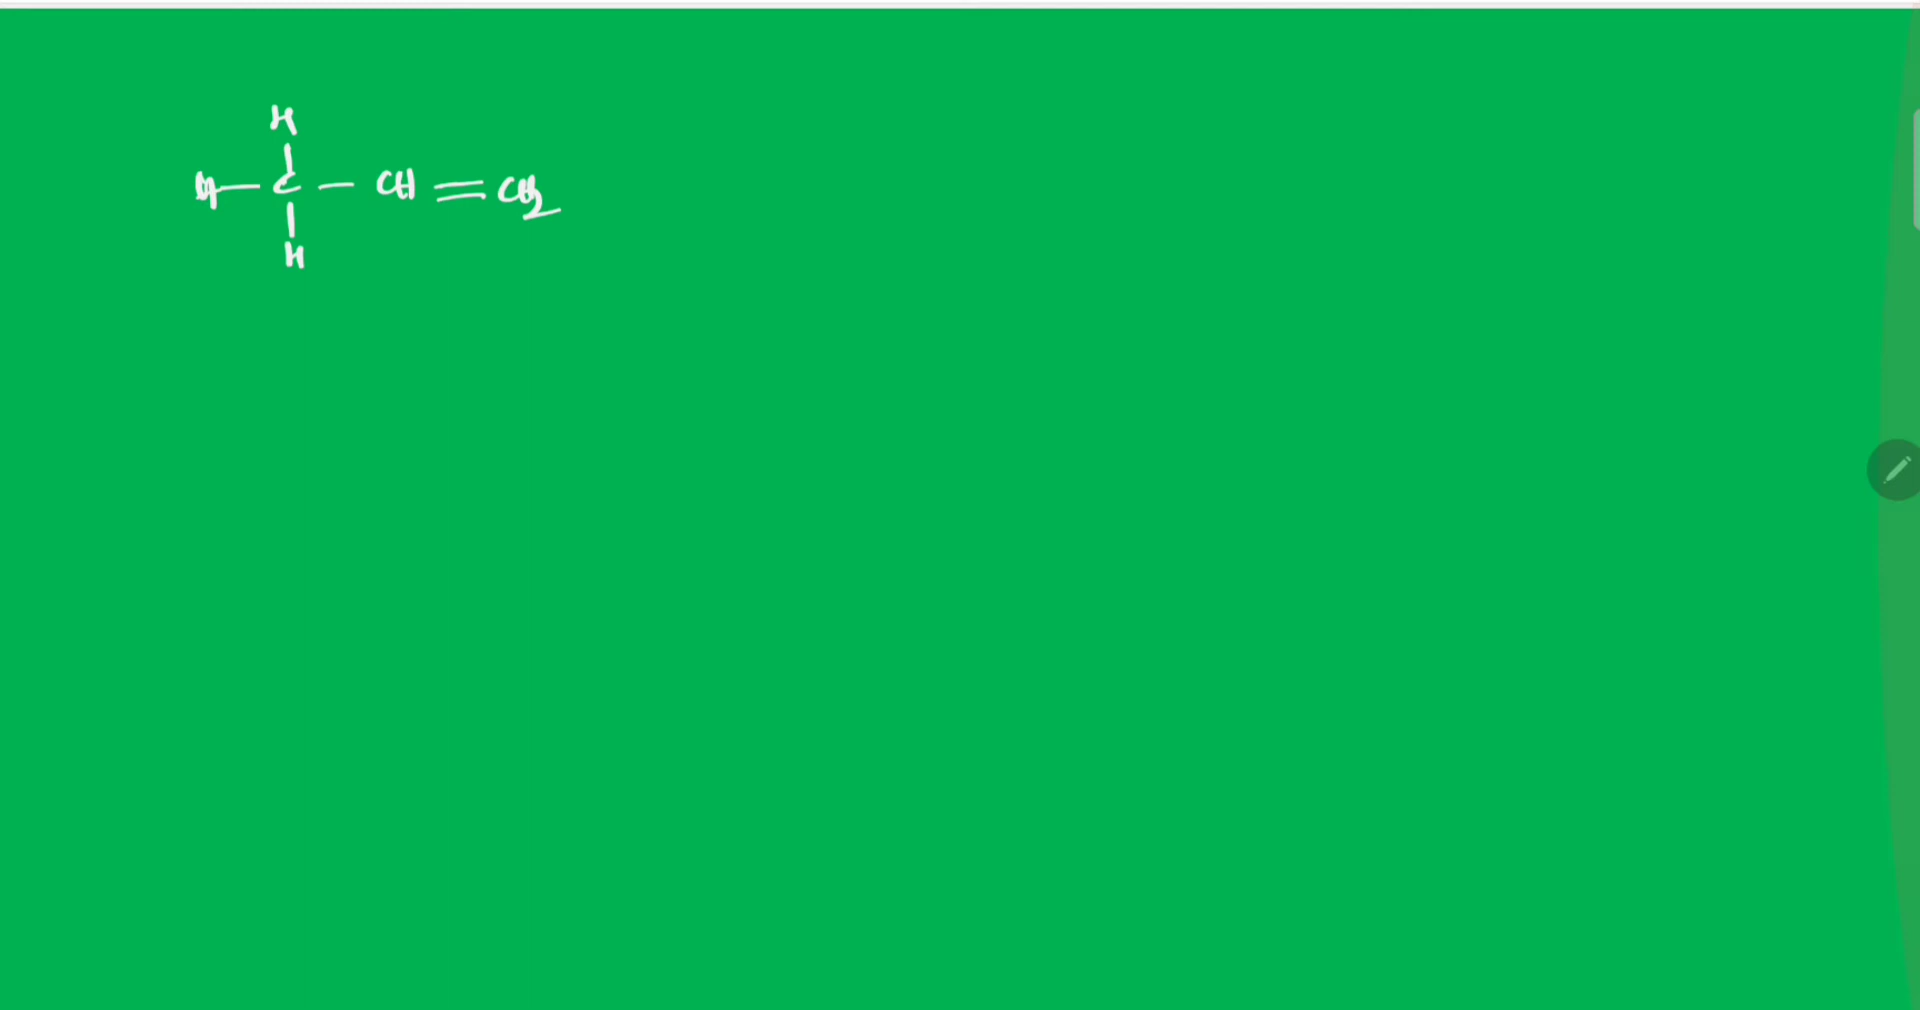 H
H — C — CH = CH2
H